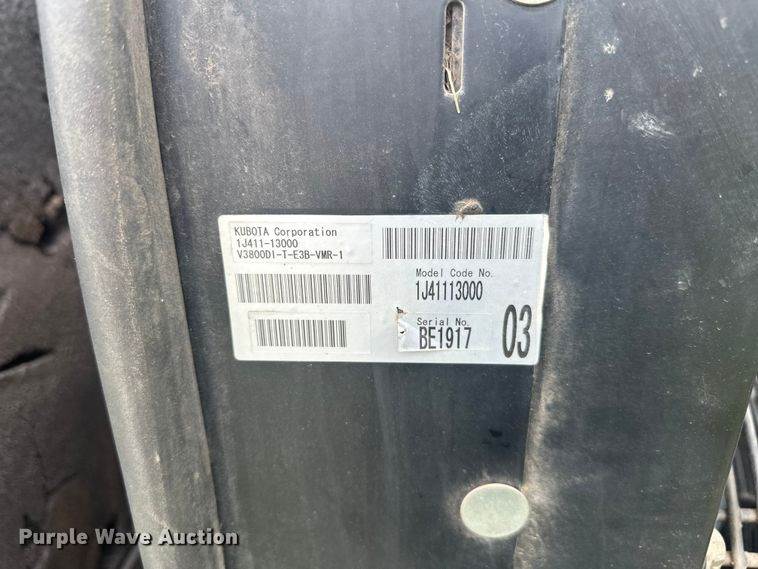 KUBOTA Corporation
1J411-13000
V3800DI-T-E3B-VMR-1
Model Code No.
1J41113000
Serial No.
BE1917
03
Purple Wave Auction